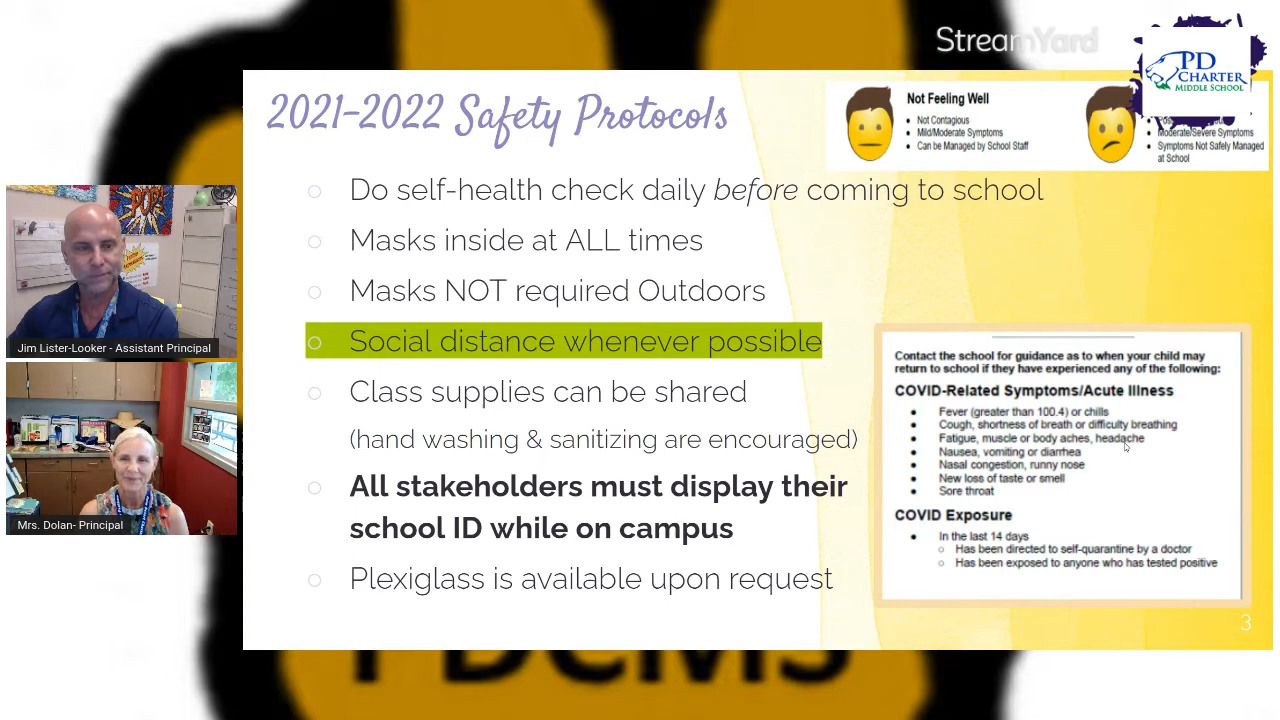 StreamYard
PD
CHARTER
MIDDLE SCHOOL
2021-2022 Safety Protocols
Not Feeling Well
• Not Contagious
• Mild/Moderate Symptoms
• Can be Managed by School Staff
• Moderate/Severe Symptoms
• Symptoms Not Safely Managed
at School
○ Do self-health check daily before coming to school
○ Masks inside at ALL times
○ Masks NOT required Outdoors
○ Social distance whenever possible
○ Class supplies can be shared
(hand washing & sanitizing are encouraged)
○ All stakeholders must display their
school ID while on campus
○ Plexiglass is available upon request
Contact the school for guidance as to when your child may
return to school if they have experienced any of the following:
COVID-Related Symptoms/Acute Illness
• Fever (greater than 100.4) or chills
• Cough, shortness of breath or difficulty breathing
• Fatigue, muscle or body aches, headache
• Nausea, vomiting or diarrhea
• Nasal congestion, runny nose
• New loss of taste or smell
• Sore throat
COVID Exposure
• In the last 14 days
○ Has been directed to self-quarantine by a doctor
○ Has been exposed to anyone who has tested positive
3
POP!
Jim Lister-Looker - Assistant Principal
Mrs. Dolan- Principal
PDCMS